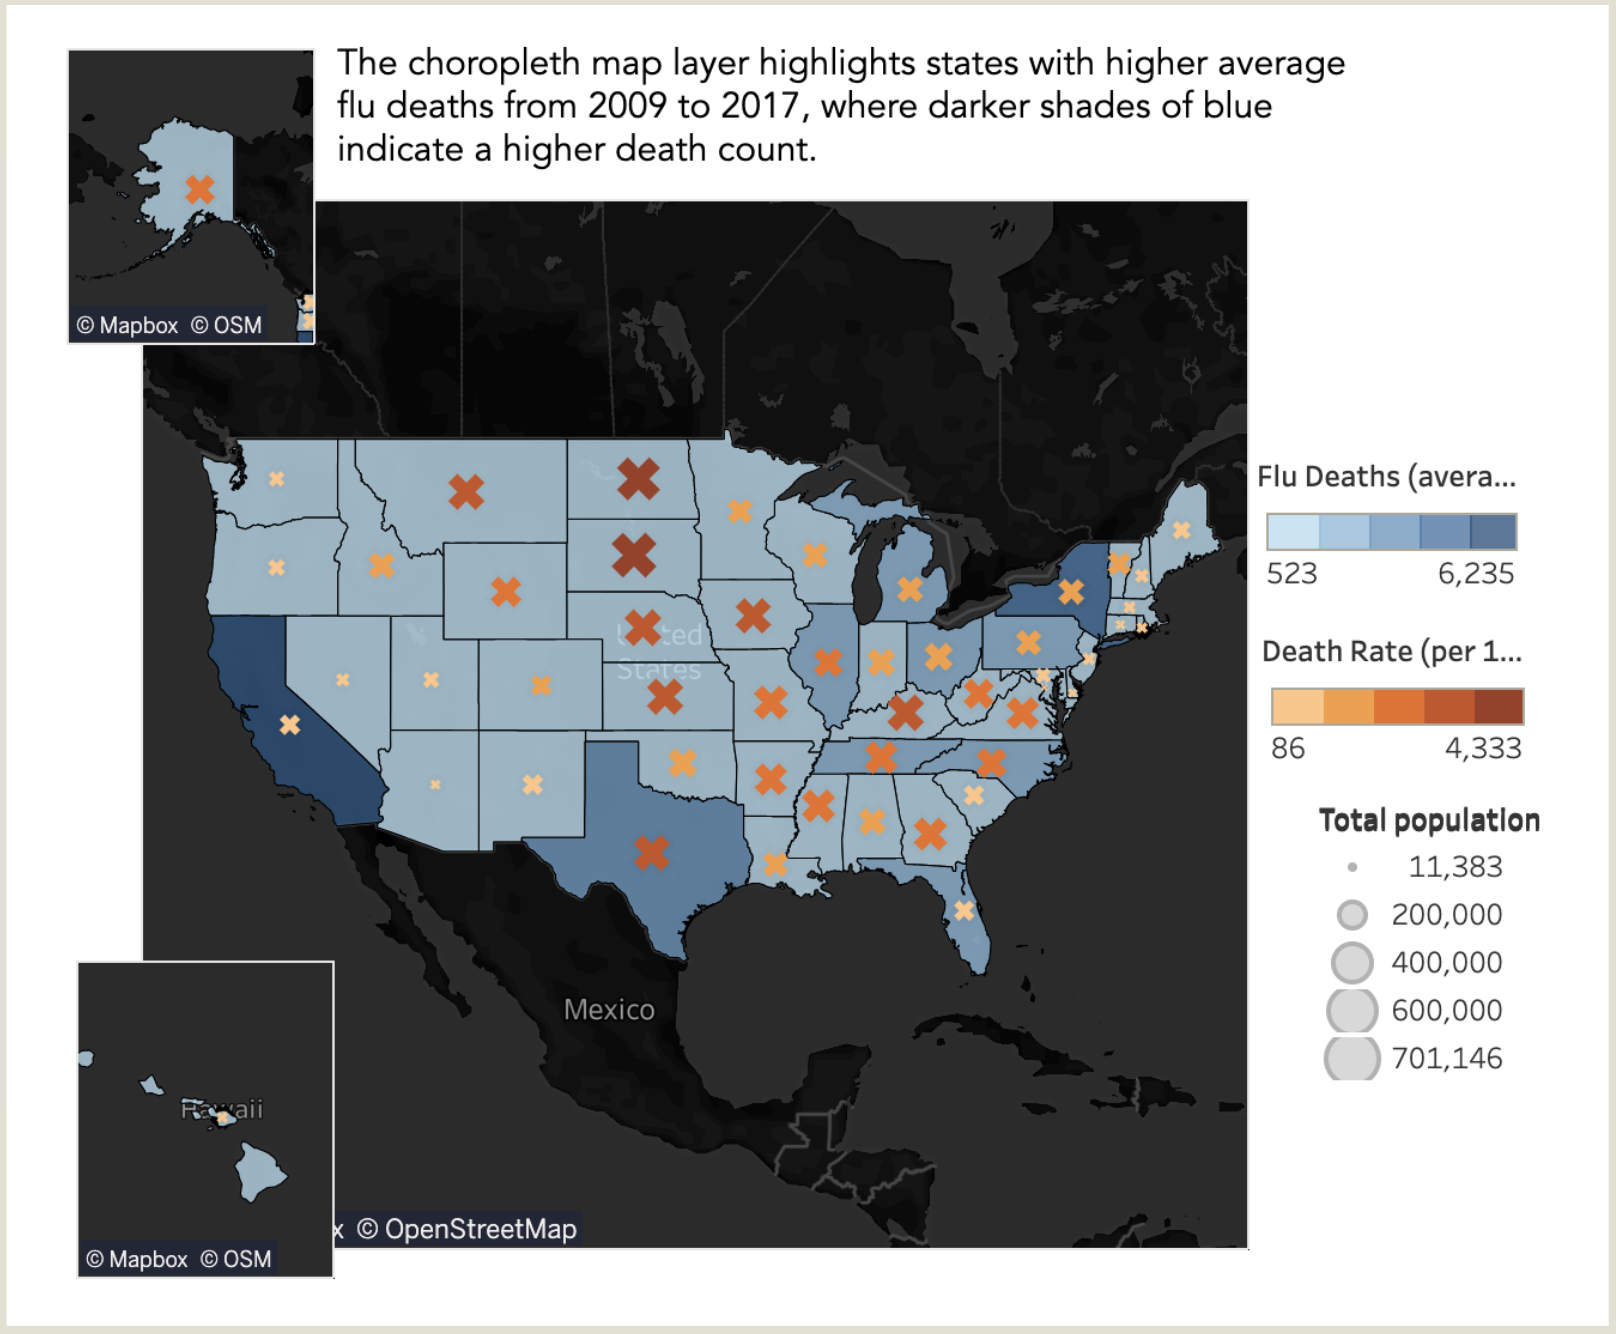 The choropleth map layer highlights states with higher average
flu deaths from 2009 to 2017, where darker shades of blue
indicate a higher death count.
© Mapbox © OSM
Flu Deaths (avera...
523 6,235
United
States
Death Rate (per 1...
86 4,333
Total population
11,383
200,000
400,000
600,000
701,146
Mexico
Hawaii
x © OpenStreetMap
© Mapbox © OSM